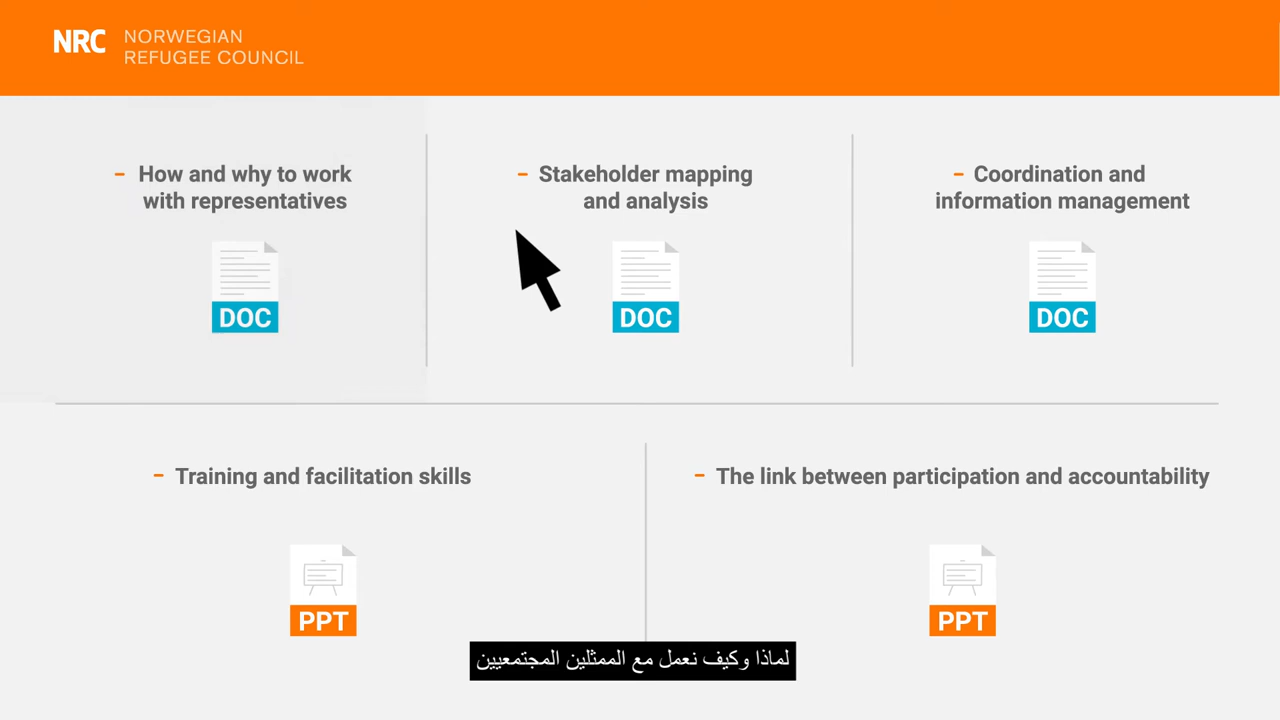 NRC
NORWEGIAN
REFUGEE COUNCIL
- How and why to work
with representatives
DOC
- Stakeholder mapping
and analysis
DOC
- Coordination and
information management
DOC
- Training and facilitation skills
PPT
- The link between participation and accountability
PPT
لماذا وكيف نعمل مع الممثلين المجتمعيين